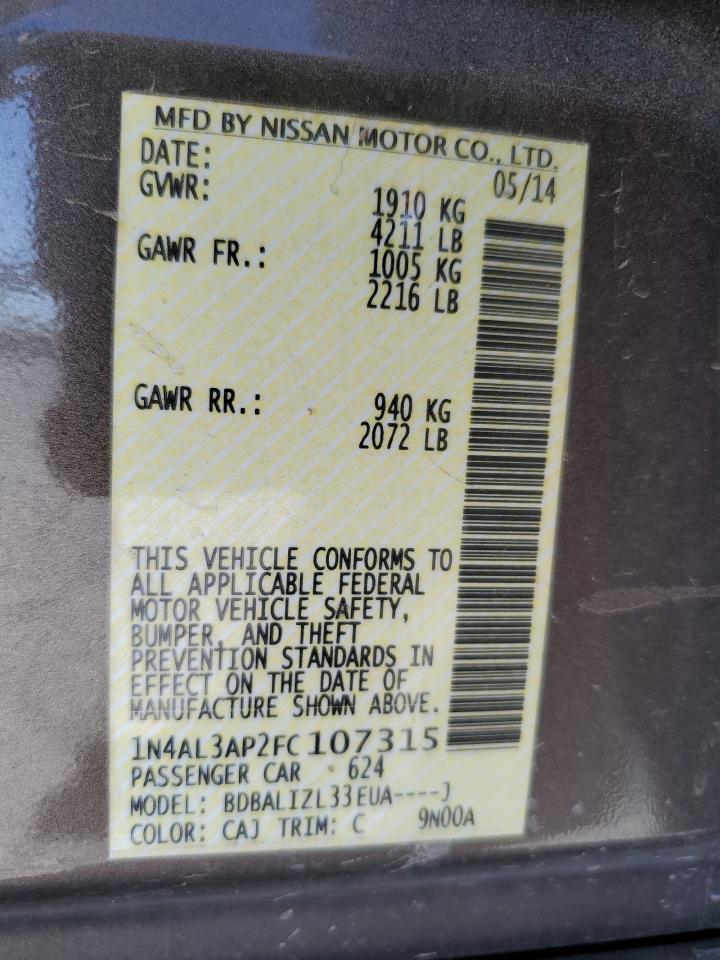 MFD BY NISSAN MOTOR CO., LTD.
DATE: 05/14
GVWR: 1910 KG
4211 LB
GAWR FR.: 1005 KG
2216 LB
GAWR RR.: 940 KG
2072 LB
THIS VEHICLE CONFORMS TO
ALL APPLICABLE FEDERAL
MOTOR VEHICLE SAFETY,
BUMPER, AND THEFT
PREVENTION STANDARDS IN
EFFECT ON THE DATE OF
MANUFACTURE SHOWN ABOVE.
1N4AL3AP2FC107315
PASSENGER CAR 624
MODEL: BDBALIZL33EUA----J
COLOR: CAJ TRIM: C 9N00A